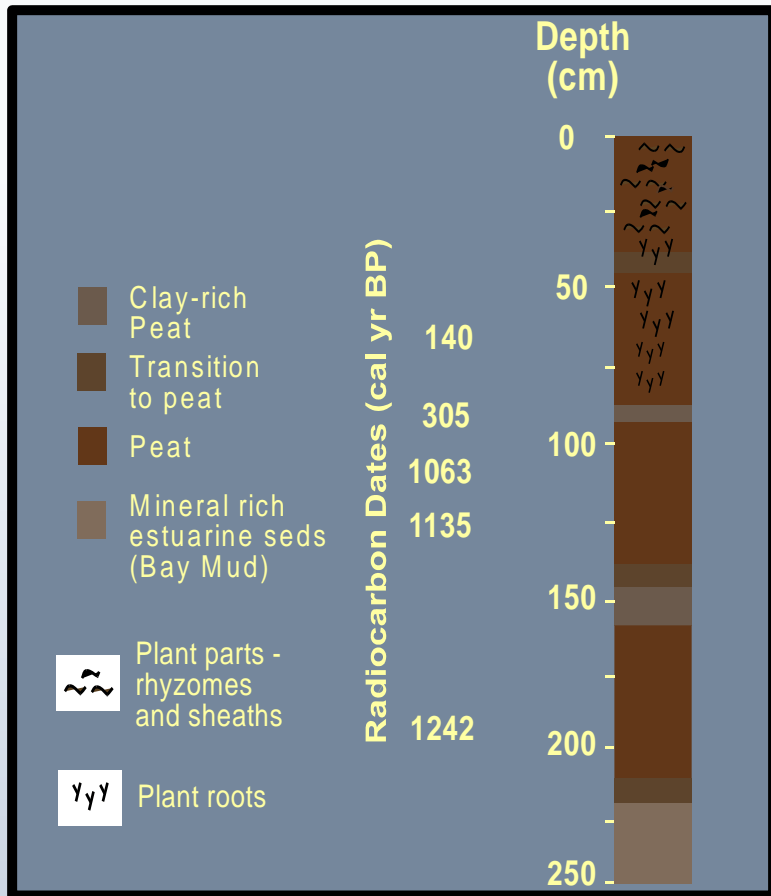 Depth
(cm)
0
50
100
150
200
250
Radiocarbon Dates (cal yr BP)
140
305
1063
1135
1242
Clay-rich
Peat
Transition
to peat
Peat
Mineral rich
estuarine seds
(Bay Mud)
Plant parts -
rhyzomes
and sheaths
Plant roots